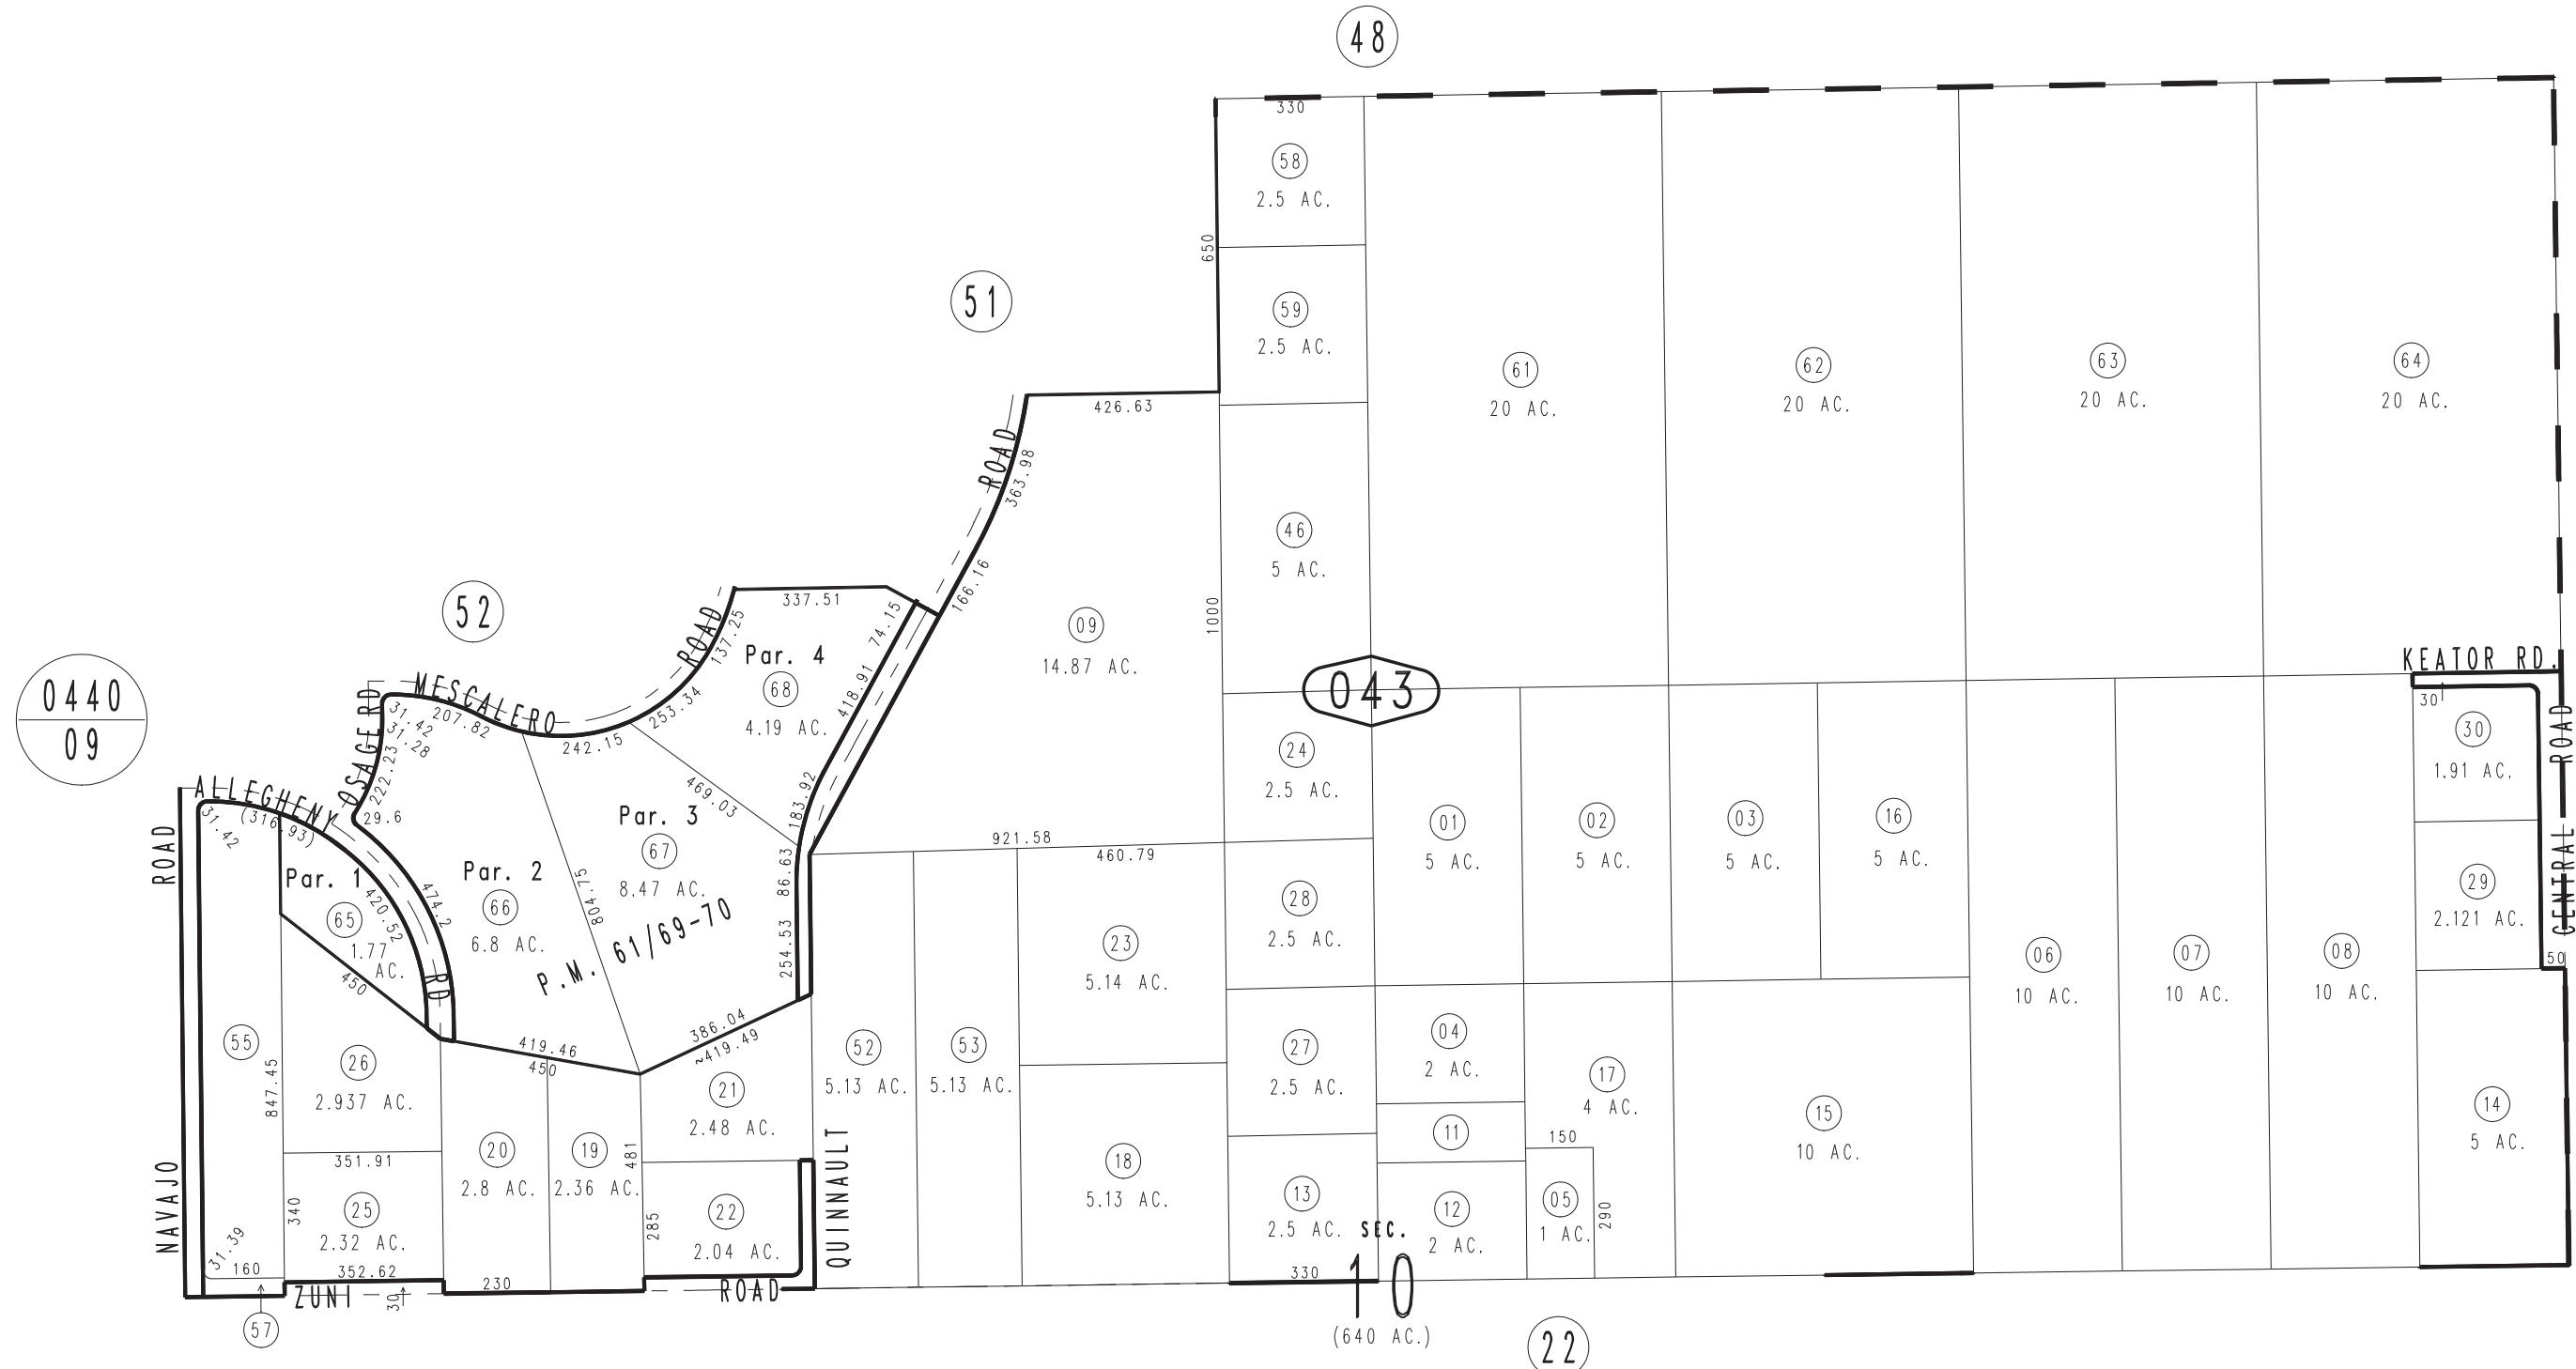 48
330
58
2.5 AC.
650
59
2.5 AC.
51
61
20 AC.
62
20 AC.
63
20 AC.
64
20 AC.
426.63
ROAD
363.98
46
5 AC.
166.16
1000
09
14.87 AC.
52
337.51
74.15
137.25
ROAD
Par. 4
68
4.19 AC.
418.91
253.34
0440
09
MESCALERO
207.82
31.42
31.28
OSAGE RD
222.23
29.6
242.15
469.03
183.92
043
KEATOR RD.
30
30
1.91 AC.
ROAD
CENTRAL
24
2.5 AC.
ALLEGHENY
(316.93)
31.42
ROAD
Par. 3
67
8.47 AC.
01
5 AC.
02
5 AC.
03
5 AC.
16
5 AC.
921.58
460.79
86.63
Par. 1
65
1.77
AC.
420.52
474.2
Par. 2
66
6.8 AC.
804.75
P.M. 61/69-70
254.53
28
2.5 AC.
29
2.121 AC.
50
23
5.14 AC.
06
10 AC.
07
10 AC.
08
10 AC.
450
RD
55
847.45
26
2.937 AC.
419.46
450
386.04
~419.49
52
5.13 AC.
53
5.13 AC.
27
2.5 AC.
04
2 AC.
17
4 AC.
15
10 AC.
14
5 AC.
21
2.48 AC.
11
150
351.91
20
2.8 AC.
19
2.36 AC.
481
18
5.13 AC.
NAVAJO
340
25
2.32 AC.
285
22
2.04 AC.
QUINNAULT
13
2.5 AC.
SEC.
10
(640 AC.)
12
2 AC.
05
1 AC.
290
31.39
160
352.62
230
330
ZUNI
30
ROAD
57
22